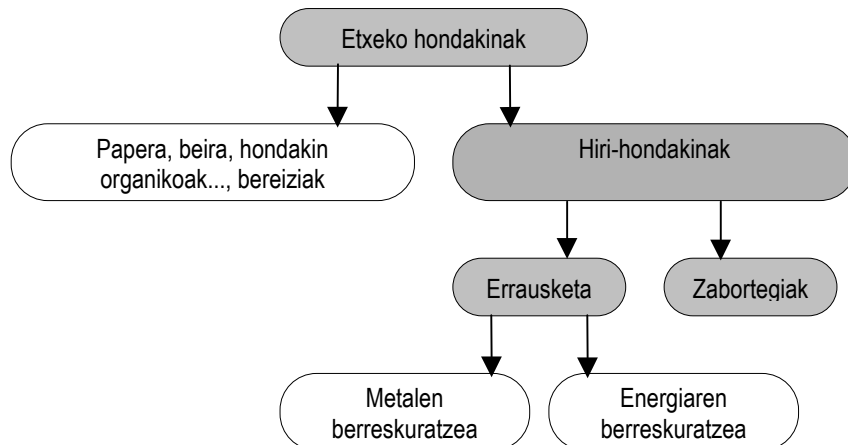 Etxeko hondakinak
Papera, beira, hondakin
organikoak..., bereiziak
Hiri-hondakinak
Errausketa
Zabortegiak
Metalen
berreskuratzea
Energiaren
berreskuratzea